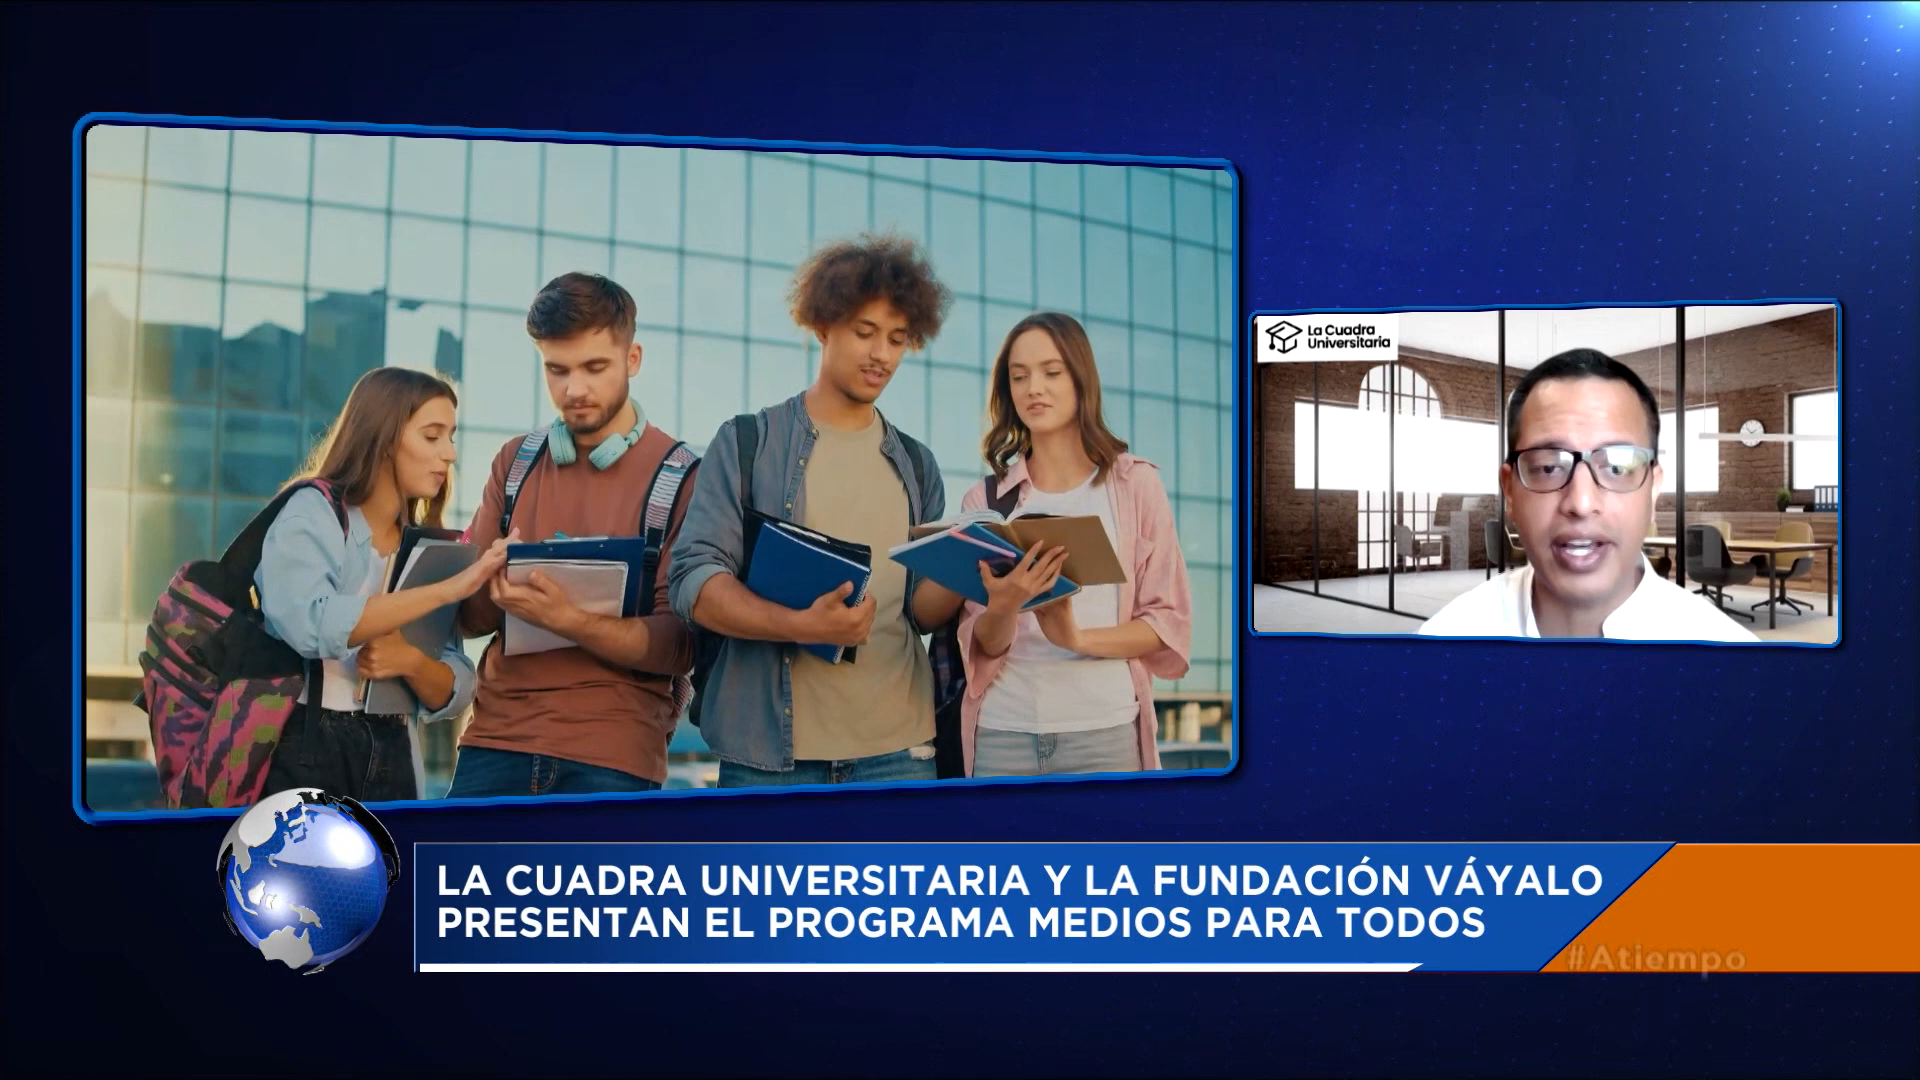 La Cuadra
Universitaria
LA CUADRA UNIVERSITARIA Y LA FUNDACIÓN VÁYALO
PRESENTAN EL PROGRAMA MEDIOS PARA TODOS
#Atiempo